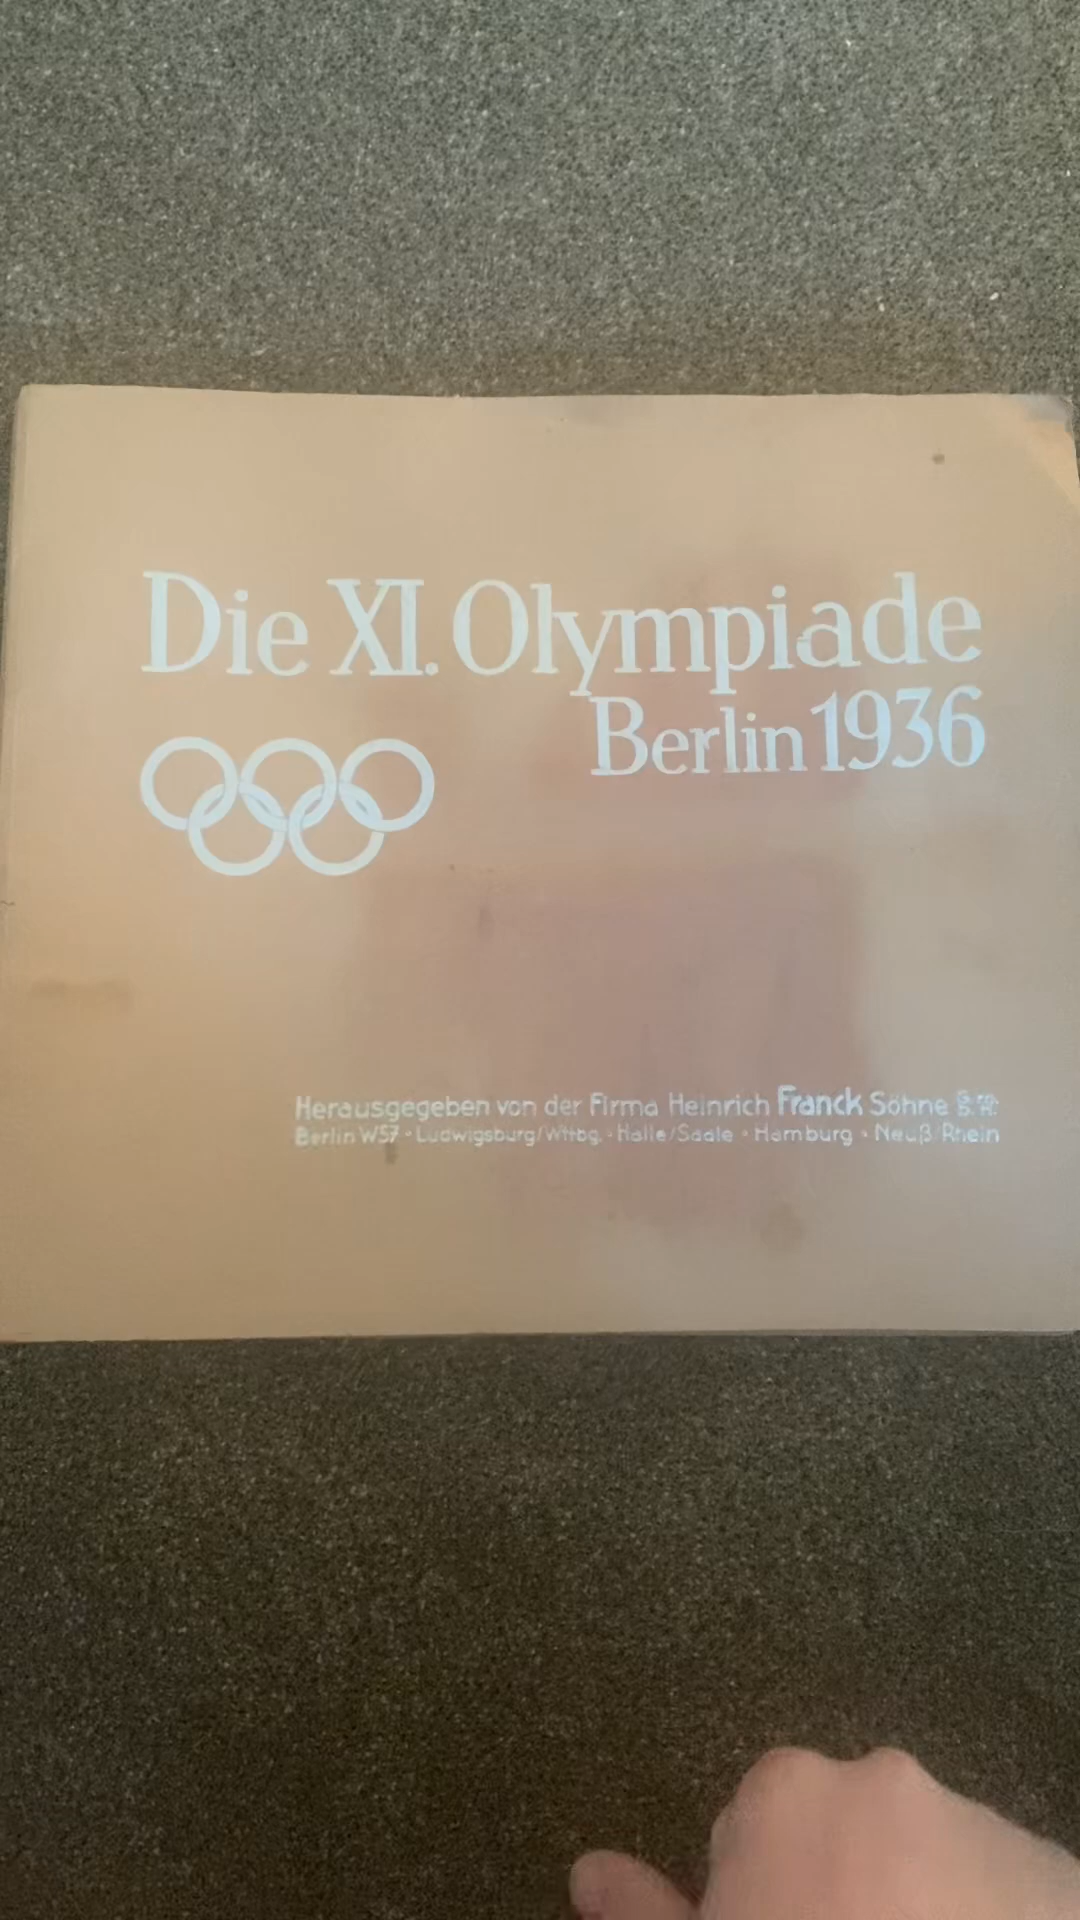 Die XI. Olympiade
Berlin 1936
Herausgegeben von der Firma Heinrich Franck Söhne G.m.b.H.
Berlin W57 • Ludwigsburg/Wttbg. • Halle/Saale • Hamburg • Neuß Rhein